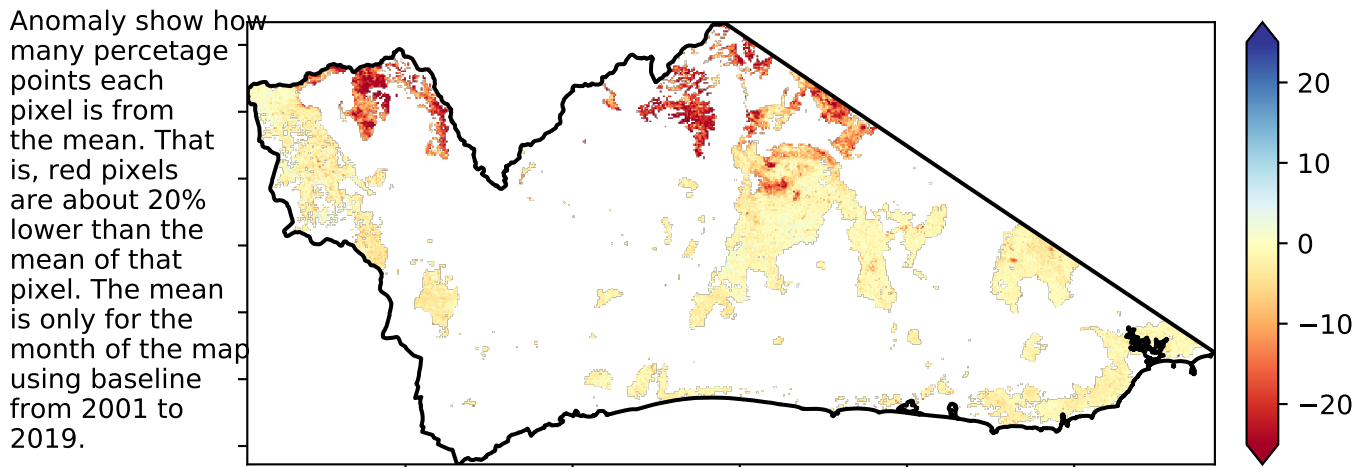 Anomaly show how
many percetage
points each
pixel is from
the mean. That
is, red pixels
are about 20%
lower than the
mean of that
pixel. The mean
is only for the
month of the map
using baseline
from 2001 to
2019.
20
10
0
−10
−20